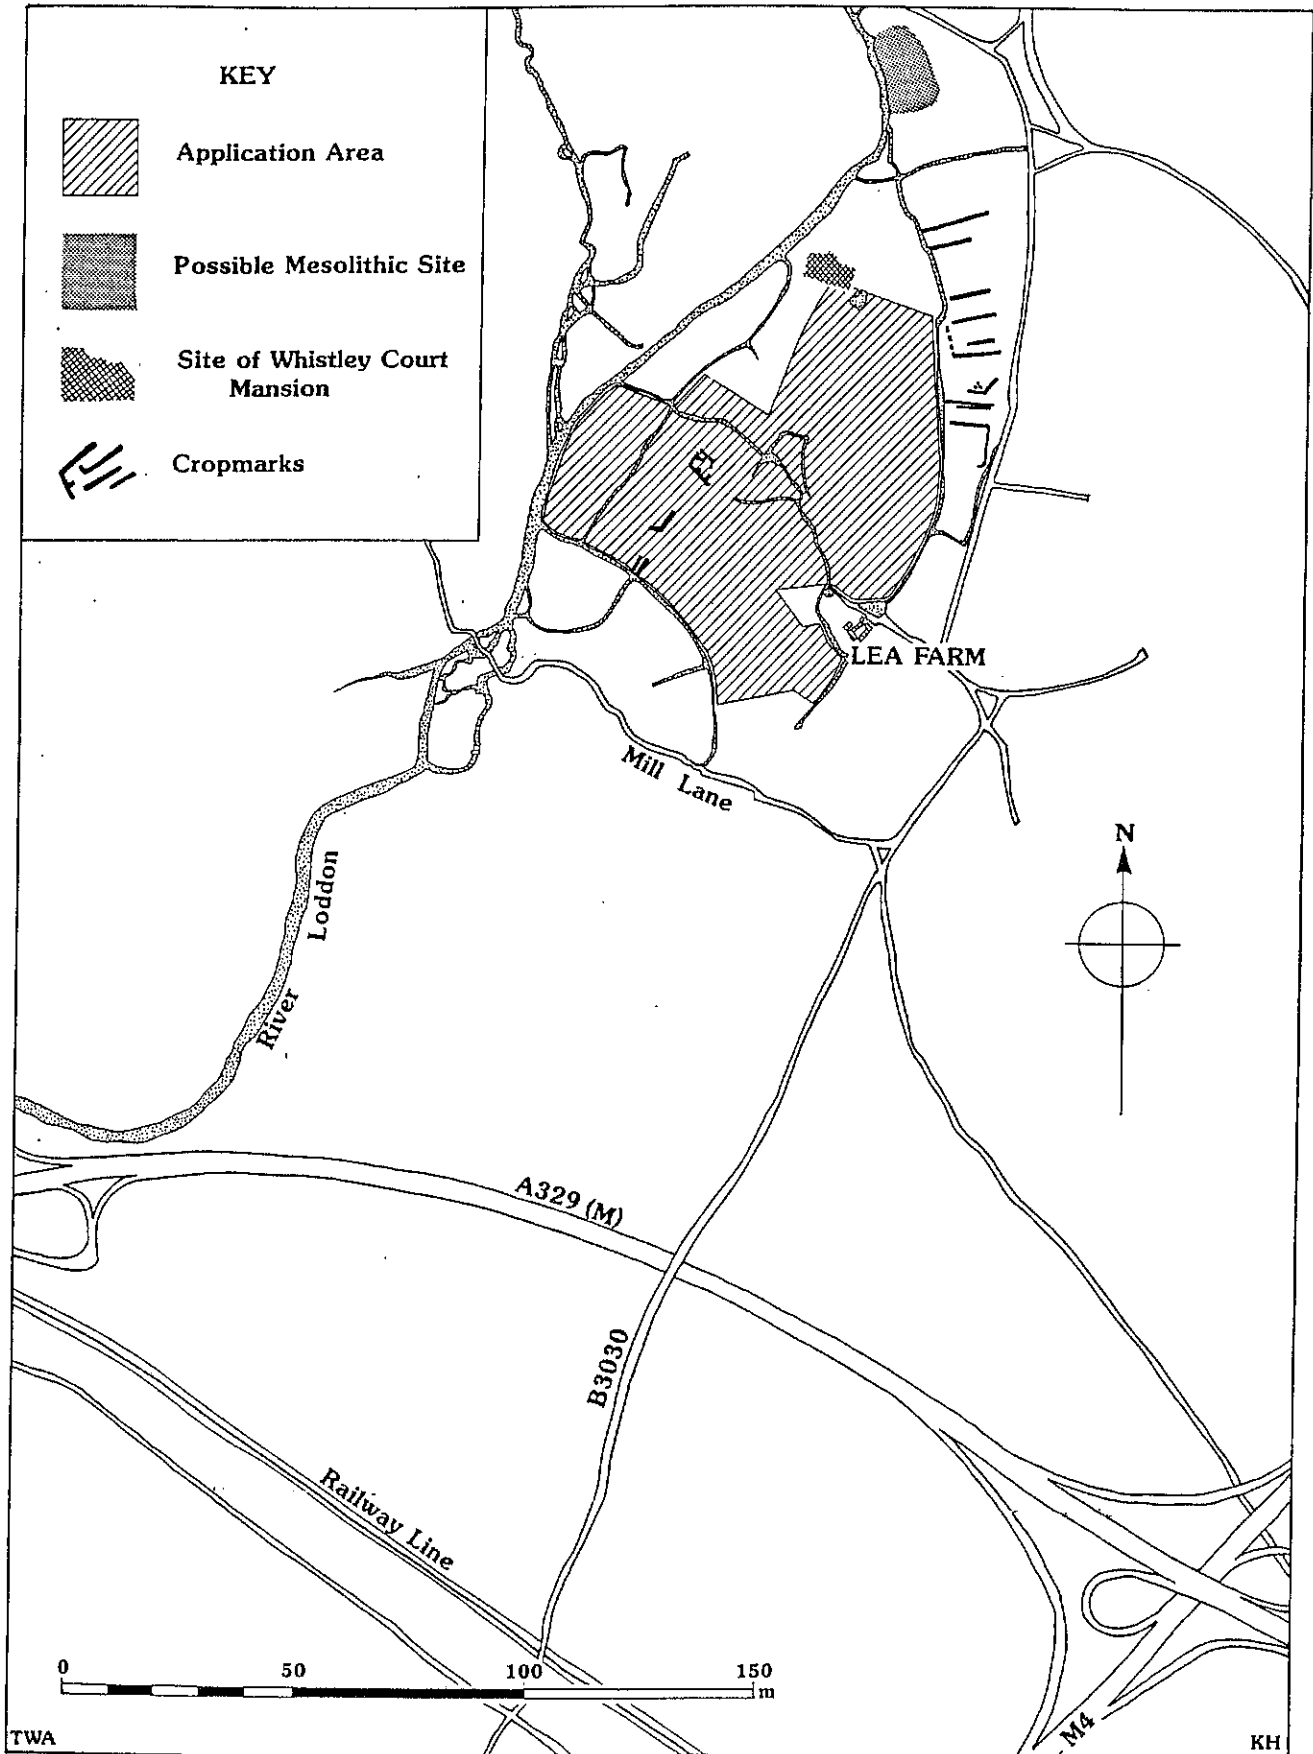 KEY
Application Area
Possible Mesolithic Site
Site of Whistley Court
Mansion
Cropmarks
LEA FARM
Mill Lane
N
River Loddon
A329 (M)
B3030
Railway Line
0 50 100 150
m
M4
TWA
KH